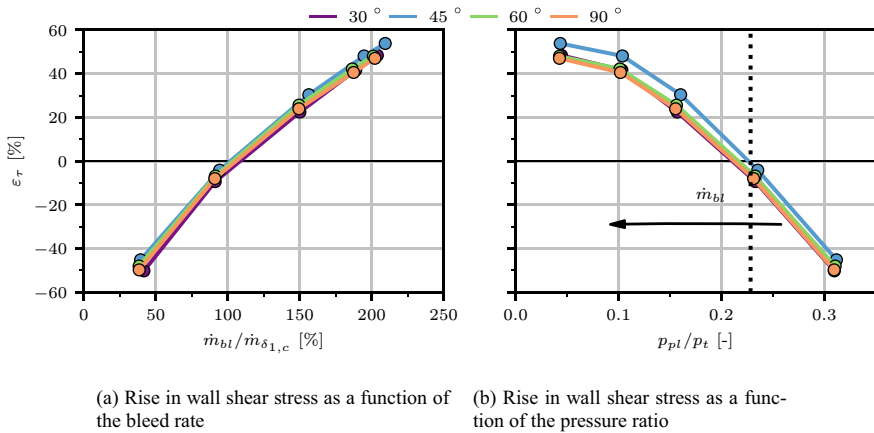 30 ° 45 ° 60 ° 90 °
60
40
20
0
−20
−40
−60
ε_τ [%]
0 50 100 150 200 250
ṁ_bl/ṁ_δ1,c [%]
ṁ_bl
0.0 0.1 0.2 0.3
p_pl/p_t [-]
(a) Rise in wall shear stress as a function of
the bleed rate
(b) Rise in wall shear stress as a func-
tion of the pressure ratio